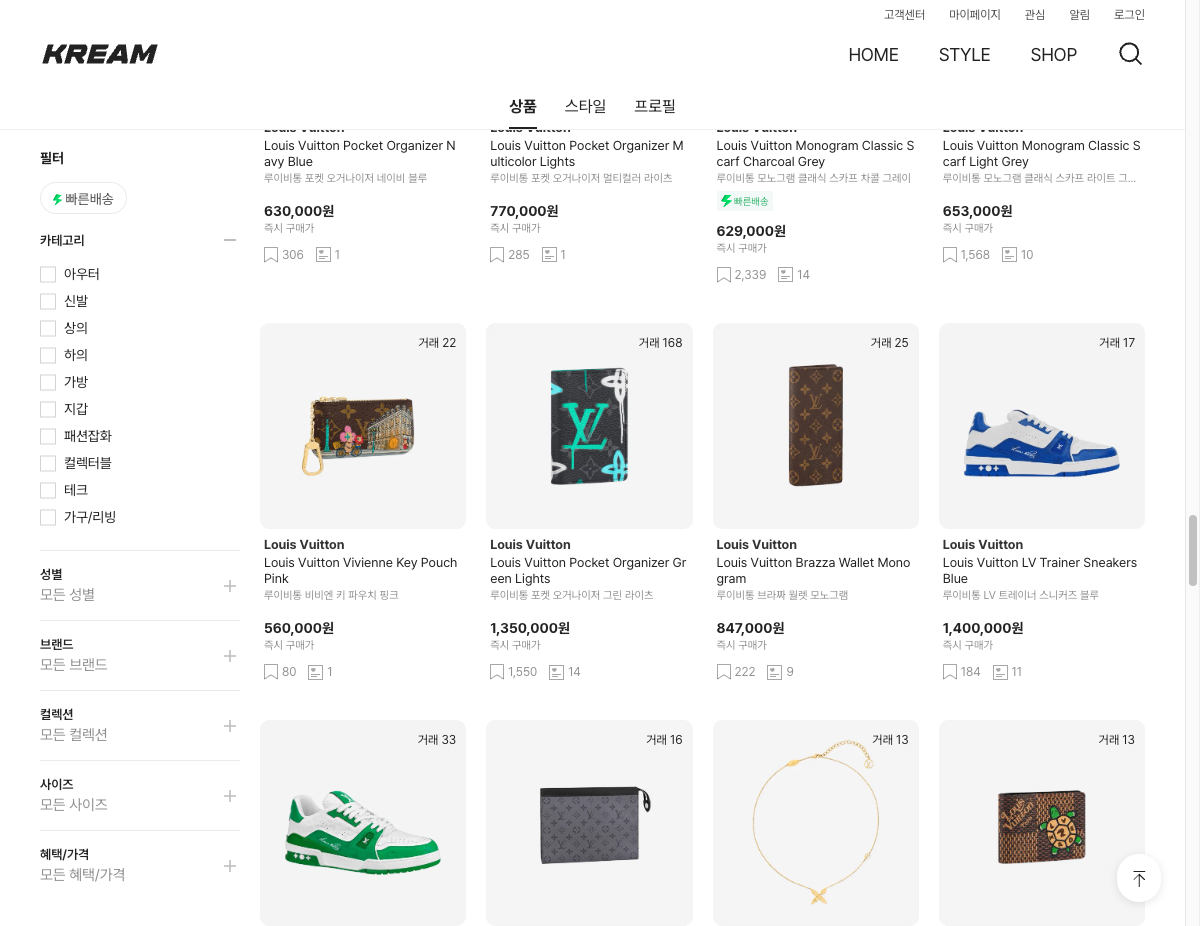 고객센터 마이페이지 관심 알림 로그인
KREAM
HOME STYLE SHOP
상품 스타일 프로필
필터
빠른배송
카테고리
아우터
신발
상의
하의
가방
지갑
패션잡화
컬렉터블
테크
가구/리빙
성별
모든 성별
브랜드
모든 브랜드
컬렉션
모든 컬렉션
사이즈
모든 사이즈
혜택/가격
모든 혜택/가격
Louis Vuitton
Louis Vuitton Pocket Organizer N
avy Blue
루이비통 포켓 오거나이저 네이비 블루
630,000원
즉시 구매가
306 1
Louis Vuitton
Louis Vuitton Pocket Organizer M
ulticolor Lights
루이비통 포켓 오거나이저 멀티컬러 라이츠
770,000원
즉시 구매가
285 1
Louis Vuitton
Louis Vuitton Monogram Classic S
carf Charcoal Grey
루이비통 모노그램 클래식 스카프 차콜 그레이
빠른배송
629,000원
즉시 구매가
2,339 14
Louis Vuitton
Louis Vuitton Monogram Classic S
carf Light Grey
루이비통 모노그램 클래식 스카프 라이트 그...
653,000원
즉시 구매가
1,568 10
거래 22
Louis Vuitton
Louis Vuitton Vivienne Key Pouch
Pink
루이비통 비비엔 키 파우치 핑크
560,000원
즉시 구매가
80 1
거래 168
Louis Vuitton
Louis Vuitton Pocket Organizer Gr
een Lights
루이비통 포켓 오거나이저 그린 라이츠
1,350,000원
즉시 구매가
1,550 14
거래 25
Louis Vuitton
Louis Vuitton Brazza Wallet Mono
gram
루이비통 브라짜 월렛 모노그램
847,000원
즉시 구매가
222 9
거래 17
Louis Vuitton
Louis Vuitton LV Trainer Sneakers
Blue
루이비통 LV 트레이너 스니커즈 블루
1,400,000원
즉시 구매가
184 11
거래 33
거래 16
거래 13
거래 13
Louis
Vuitton